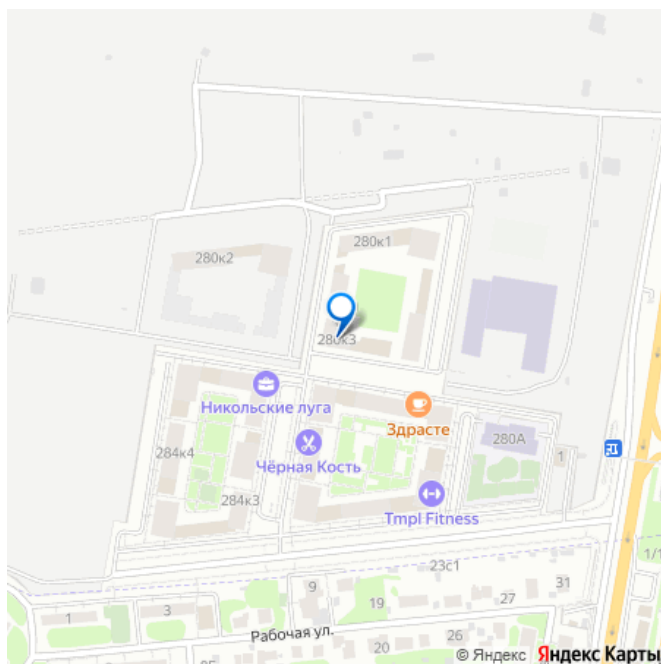 280к1
280к2
280к3
Никольские луга
Здрасте
280А
Чёрная Кость
284к4
1
284к3
Tmpl Fitness
1/1
23с1
31
9
27
1
3
19
Рабочая ул.
26
20
© Яндекс Яндекс Карты